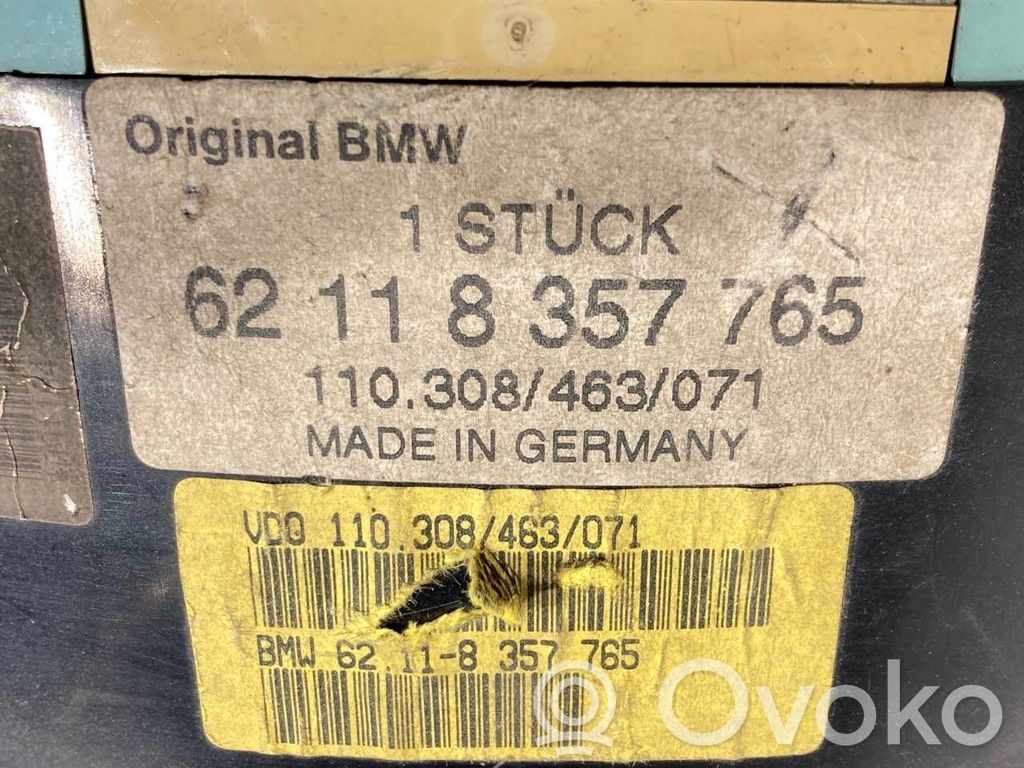 Original BMW
1 STÜCK
62 11 8 357 765
110.308/463/071
MADE IN GERMANY
VDO 110.308/463/071
BMW 62.11-8 357 765
Ovoko